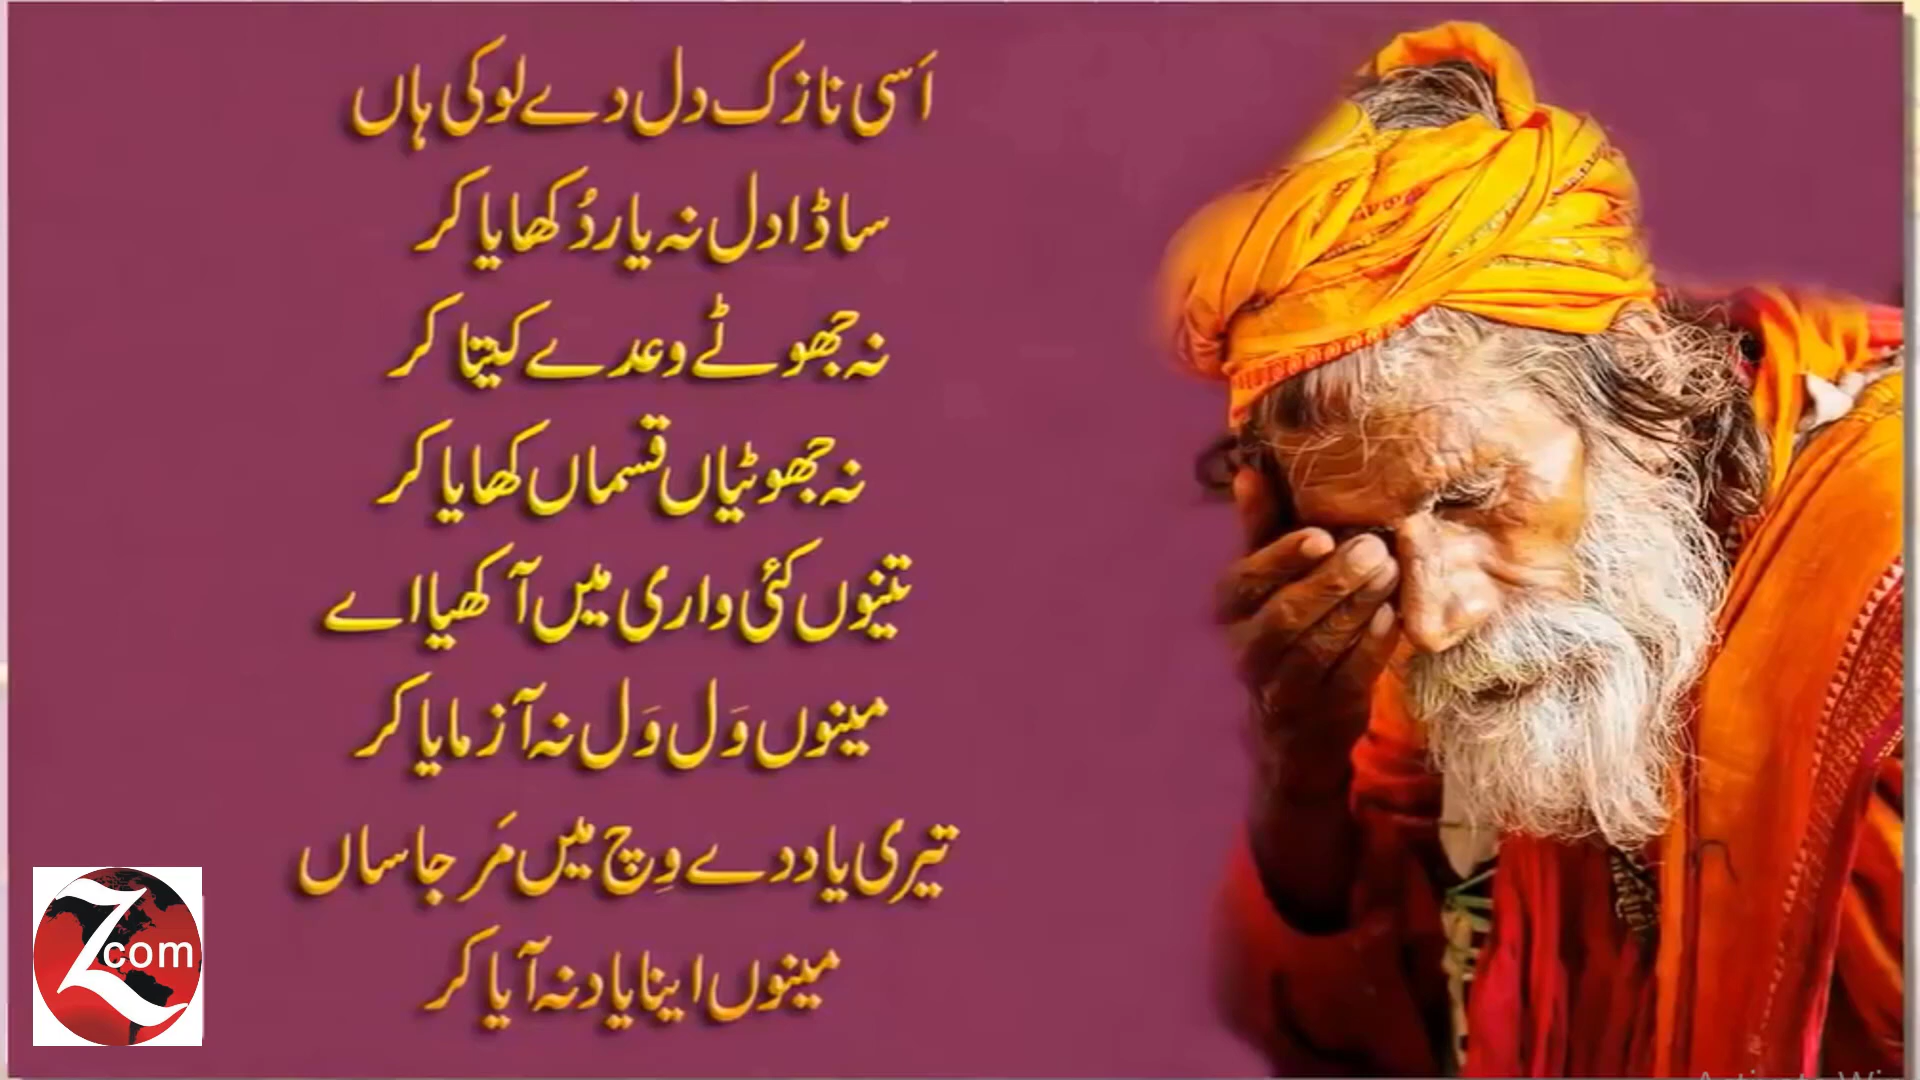 اَسی نازک دل دے لوکی ہاں
ساڈا دل نہ یار دُکھایا کر
نہ جھوٹے وعدے کیتا کر
نہ جھوٹیاں قسماں کھایا کر
تینوں کئی واری میں آکھیا اے
مینوں وَل وَل نہ آزمایا کر
تیری یاد دے وِچ میں مَر جاساں
مینوں اینا یاد نہ آیا کر
Zcom